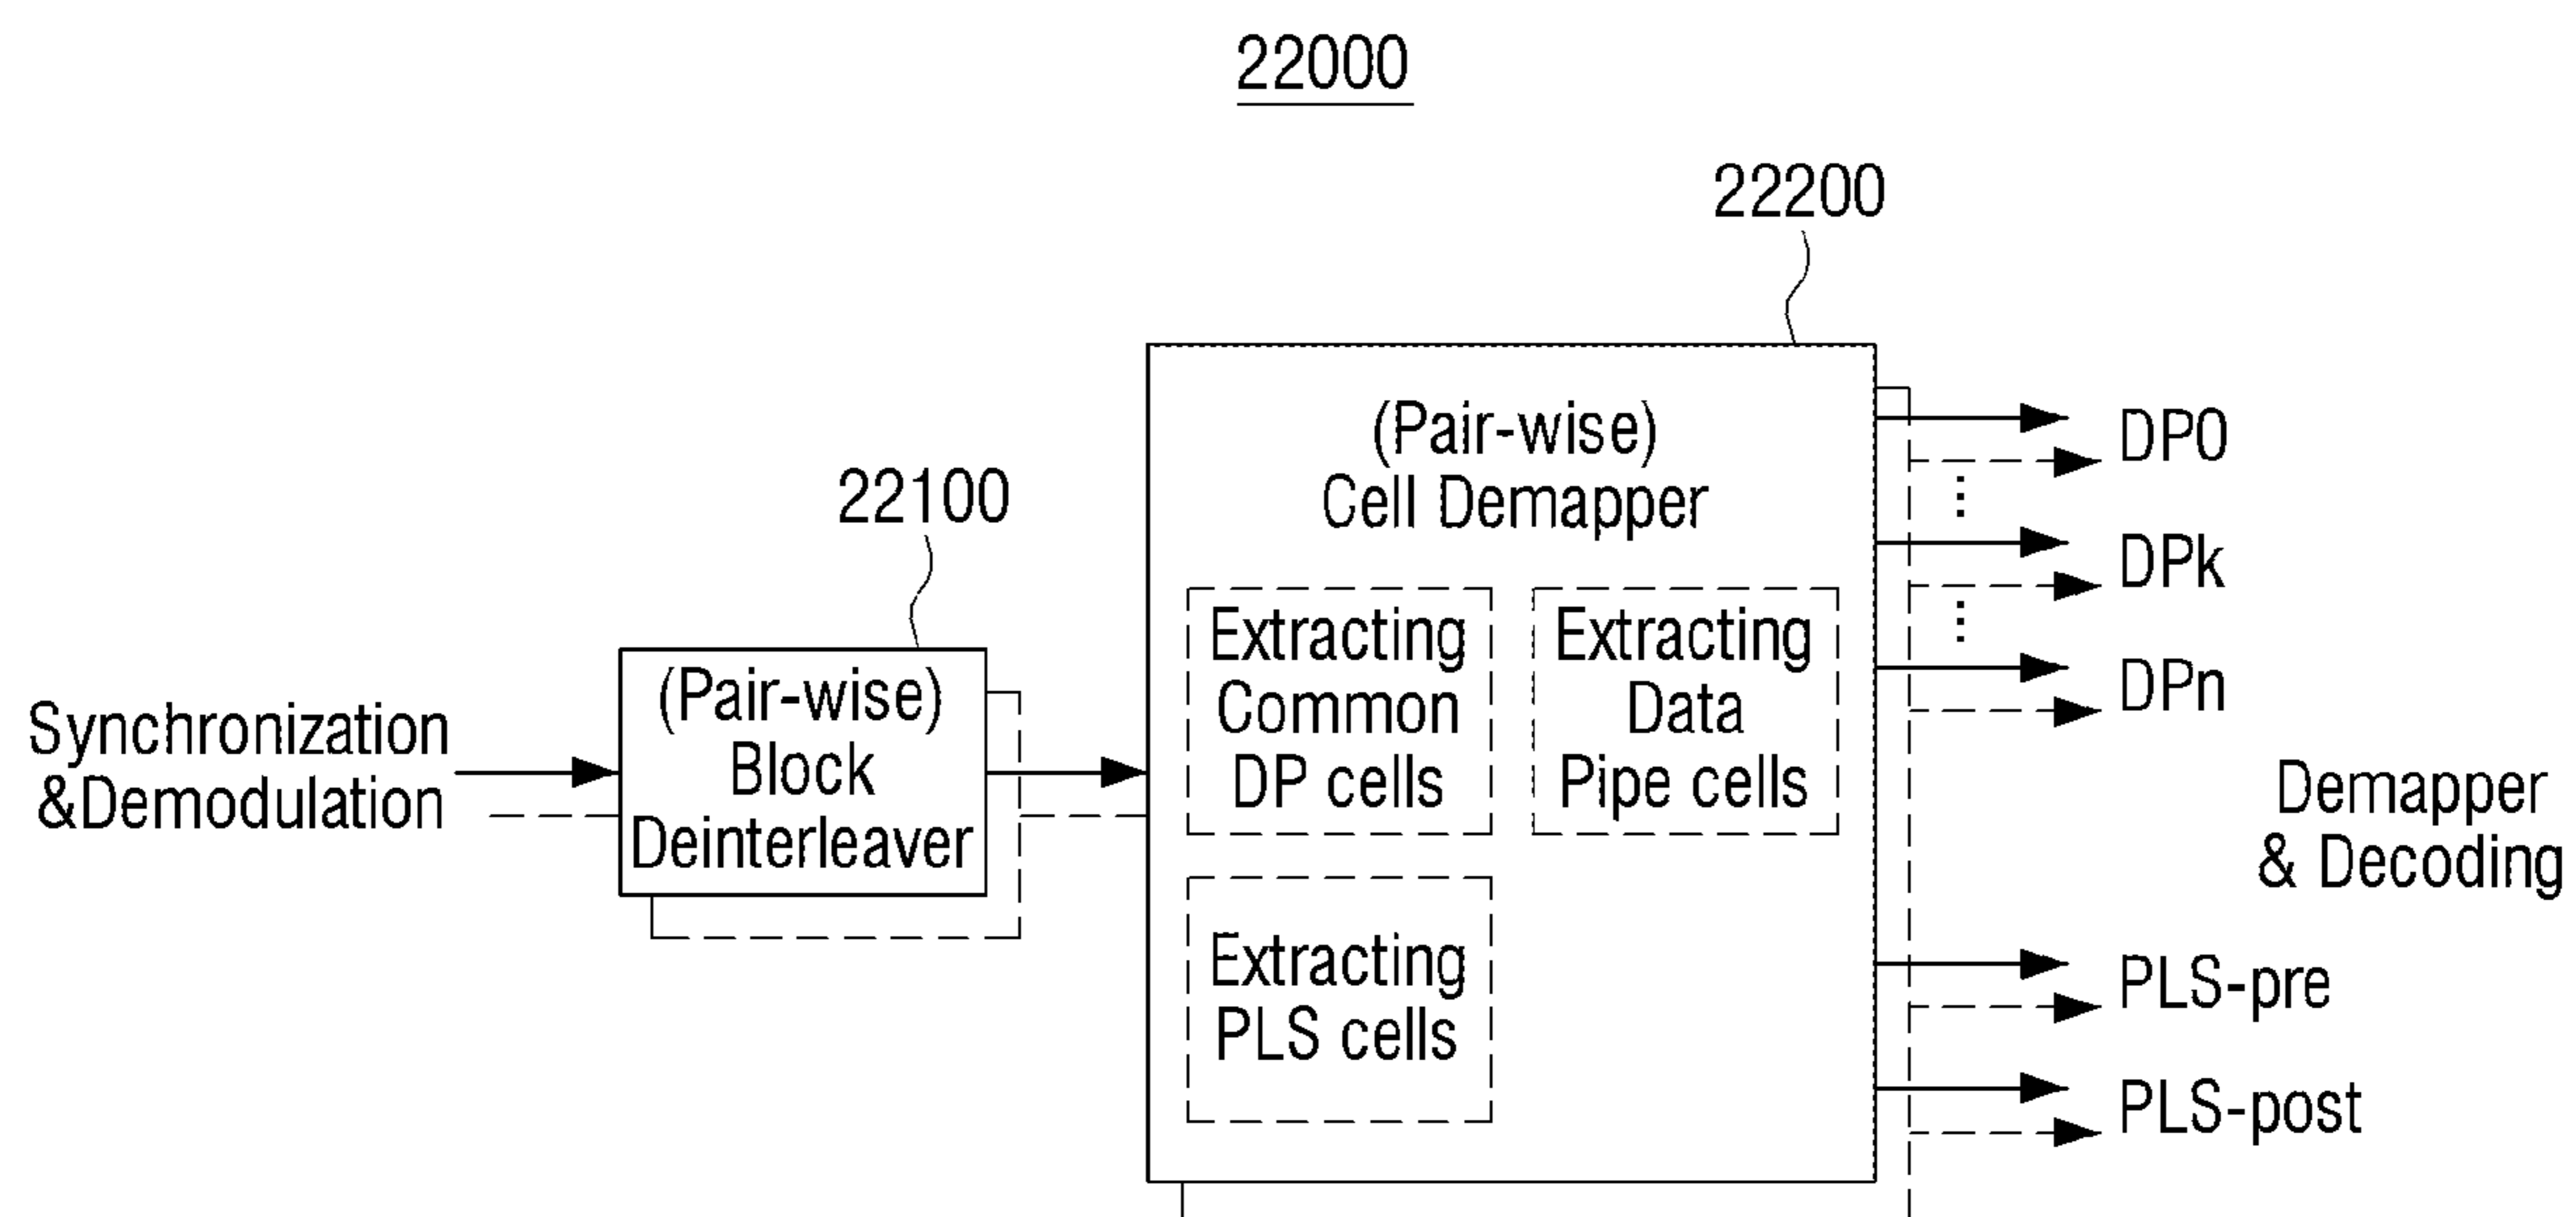 22000
22200
22100
(Pair-wise)
Cell Demapper
Extracting
Common
DP cells
Extracting
Data
Pipe cells
Extracting
PLS cells
(Pair-wise)
Block
Deinterleaver
Synchronization
&Demodulation
DP0
DPk
DPn
Demapper
& Decoding
PLS-pre
PLS-post